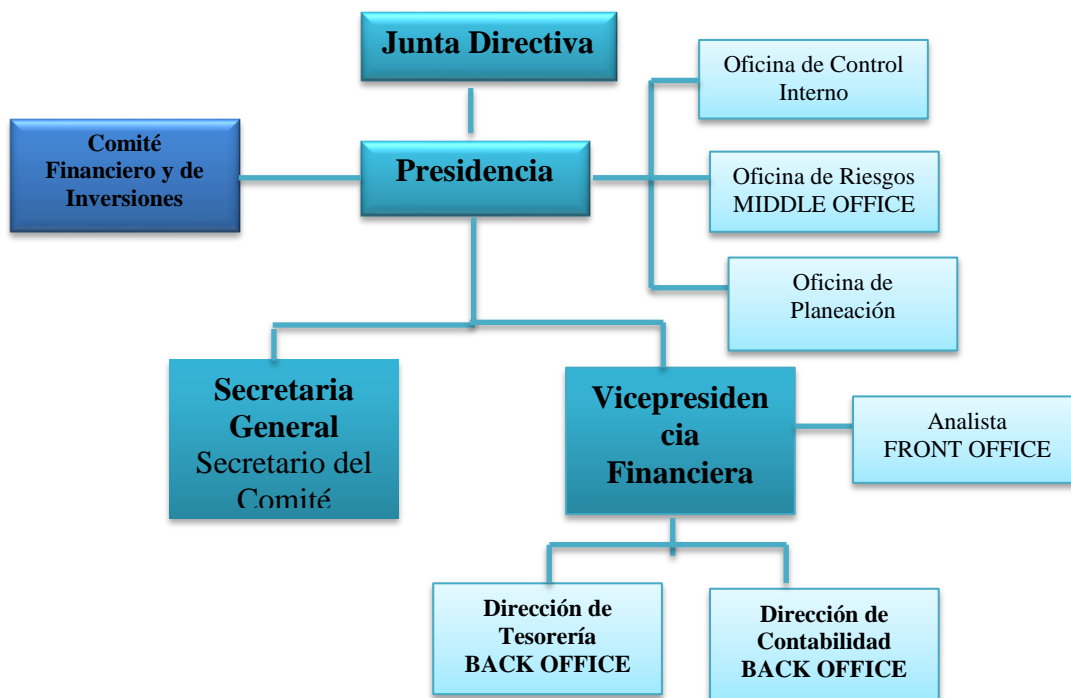 Junta Directiva
Oficina de Control
Interno
Comité
Financiero y de
Inversiones
Presidencia
Oficina de Riesgos
MIDDLE OFFICE
Oficina de
Planeación
Secretaria
General
Secretario del
Comité
Vicepresiden
cia
Financiera
Analista
FRONT OFFICE
Dirección de
Tesorería
BACK OFFICE
Dirección de
Contabilidad
BACK OFFICE